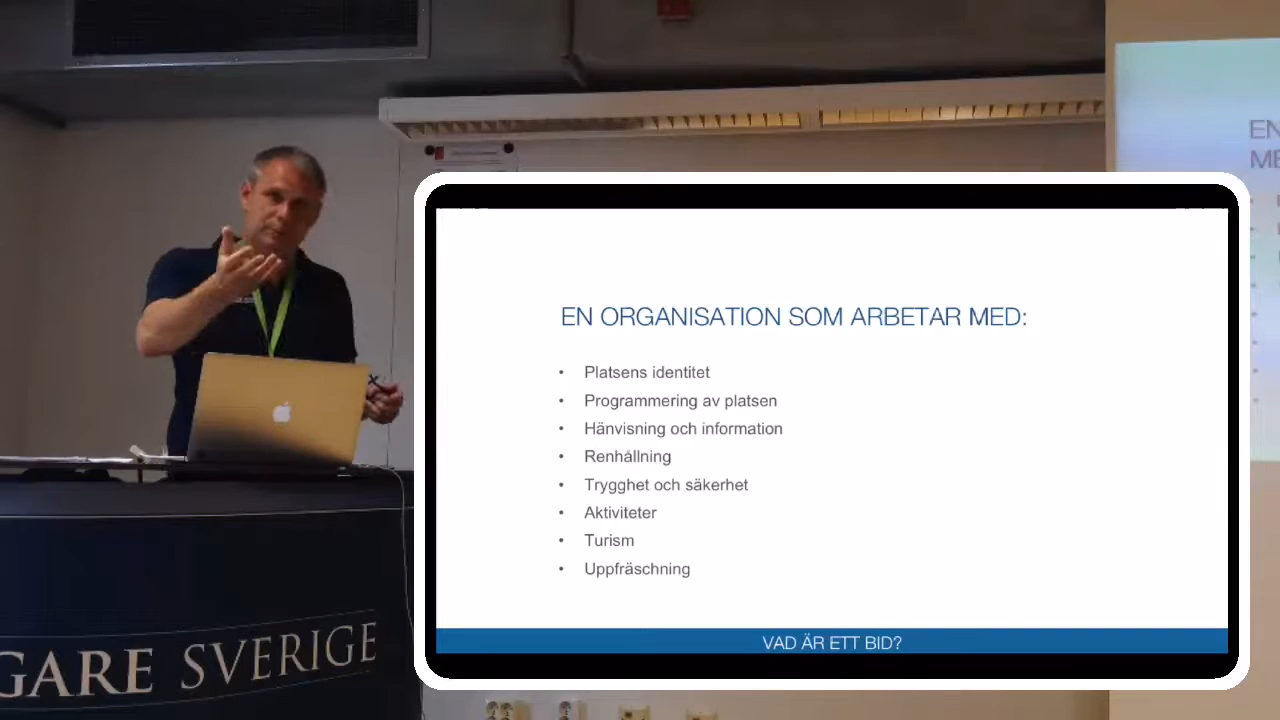 EN ORGANISATION SOM ARBETAR MED:
• Platsens identitet
• Programmering av platsen
• Hänvisning och information
• Renhållning
• Trygghet och säkerhet
• Aktiviteter
• Turism
• Uppfräschning
VAD ÄR ETT BID?
EN
ME
GARE SVERIGE